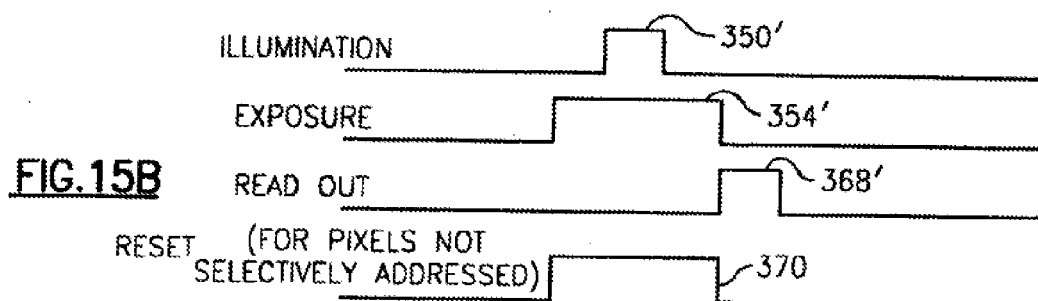 ILLUMINATION 350′
EXPOSURE 354′
FIG.15B
READ OUT 368′
RESET (FOR PIXELS NOT
SELECTIVELY ADDRESSED) 370